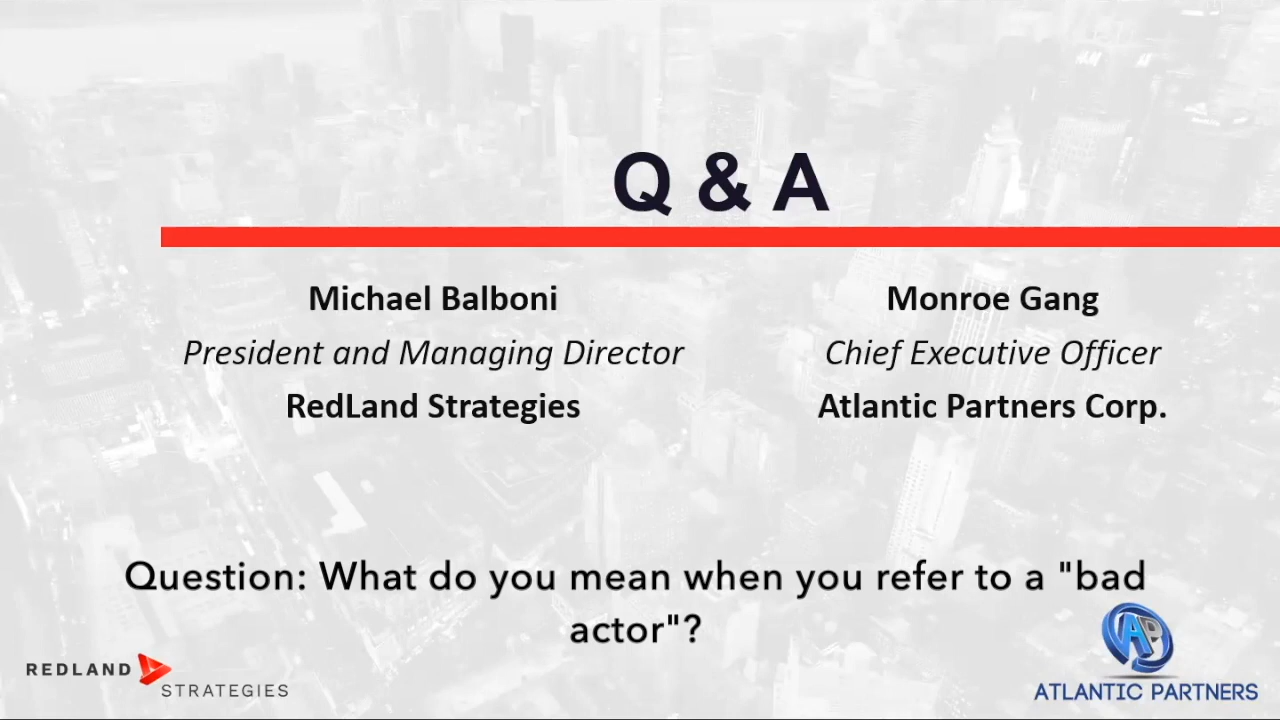 Q & A
Michael Balboni
President and Managing Director
RedLand Strategies
Monroe Gang
Chief Executive Officer
Atlantic Partners Corp.
Question: What do you mean when you refer to a "bad
actor"?
REDLAND
STRATEGIES
AP
ATLANTIC PARTNERS